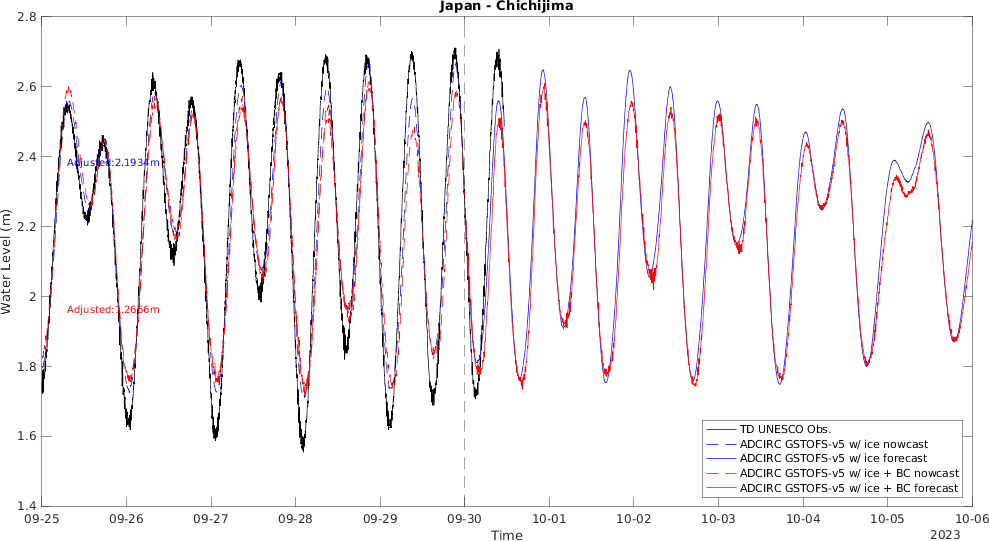 Japan - Chichijima
2.8
2.6
2.4
2.2
2
1.8
1.6
1.4
Water Level (m)
Adjusted:2.1934m
Adjusted:1.2666m
TD UNESCO Obs.
ADCIRC GSTOFS-v5 w/ ice nowcast
ADCIRC GSTOFS-v5 w/ ice forecast
ADCIRC GSTOFS-v5 w/ ice + BC nowcast
ADCIRC GSTOFS-v5 w/ ice + BC forecast
09-25 09-26 09-27 09-28 09-29 09-30 10-01 10-02 10-03 10-04 10-05 10-06
Time
2023